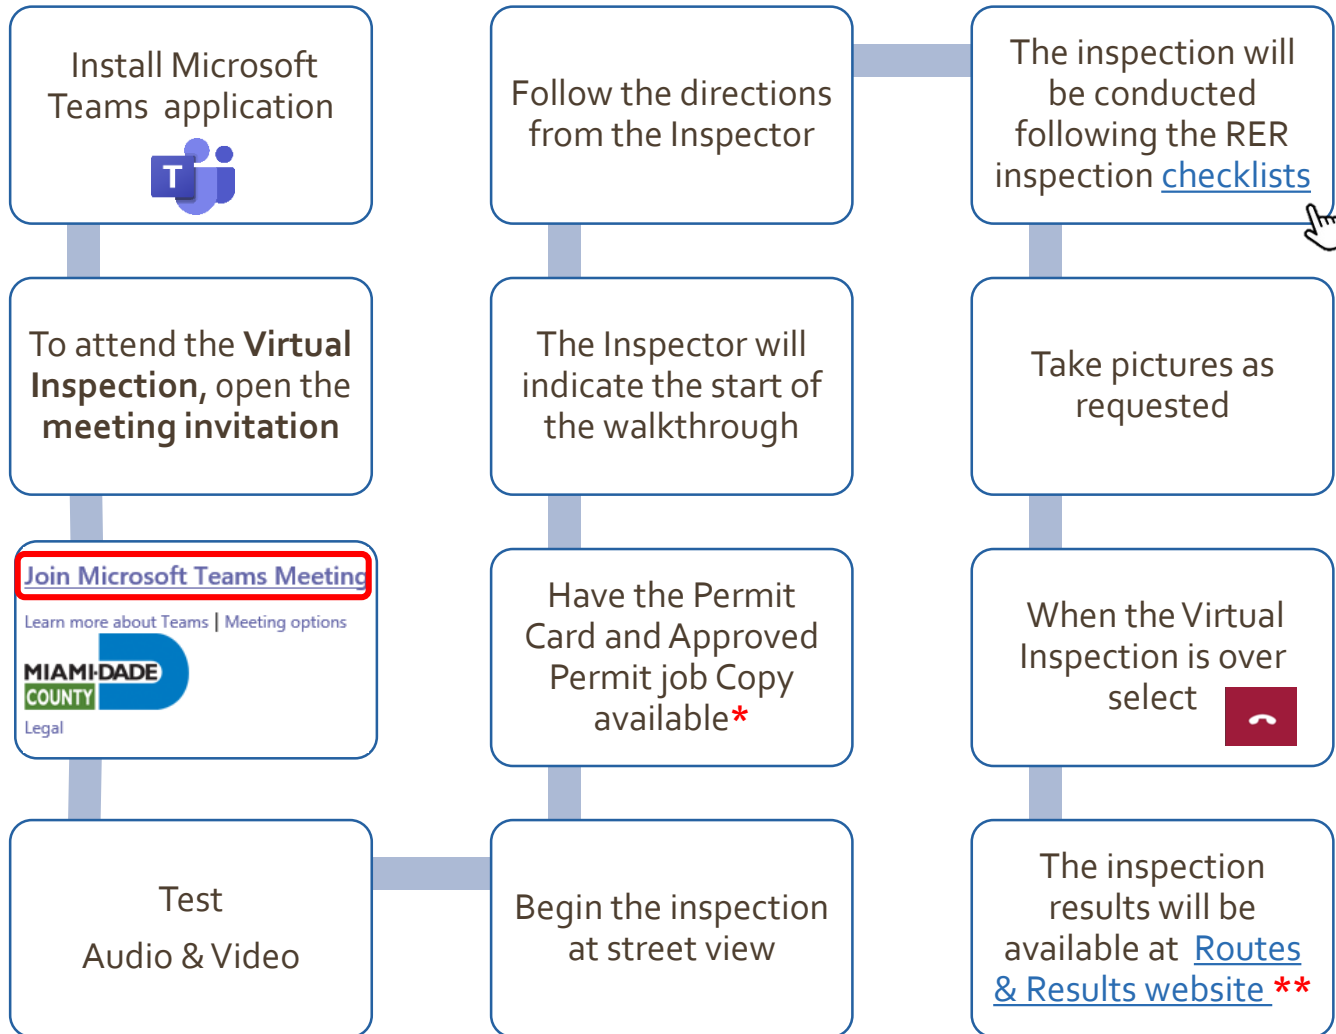 Install Microsoft
Teams application
T
To attend the Virtual
Inspection, open the
meeting invitation
Join Microsoft Teams Meeting
Learn more about Teams | Meeting options
MIAMI-DADE
COUNTY
Legal
Test
Audio & Video
Begin the inspection
at street view
Have the Permit
Card and Approved
Permit job Copy
available*
The Inspector will
indicate the start of
the walkthrough
Follow the directions
from the Inspector
The inspection will
be conducted
following the RER
inspection checklists
Take pictures as
requested
When the Virtual
Inspection is over
select
The inspection
results will be
available at Routes
& Results website **